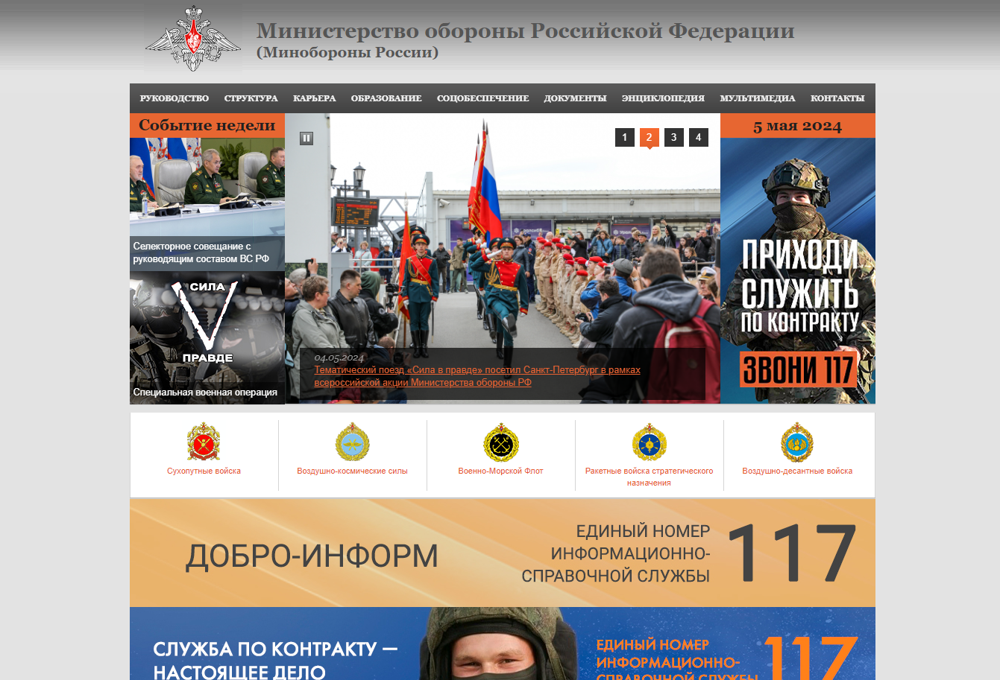 Министерство обороны Российской Федерации
(Минобороны России)
РУКОВОДСТВО СТРУКТУРА КАРЬЕРА ОБРАЗОВАНИЕ СОЦОБЕСПЕЧЕНИЕ ДОКУМЕНТЫ ЭНЦИКЛОПЕДИЯ МУЛЬТИМЕДИА КОНТАКТЫ
Событие недели
Селекторное совещание с
руководящим составом ВС РФ
СИЛА
V
ПРАВДЕ
Специальная военная операция
1 2 3 4
04.05.2024
Тематический поезд «Сила в правде» посетил Санкт-Петербург в рамках
всероссийской акции Министерства обороны РФ
5 мая 2024
ПРИХОДИ
СЛУЖИТЬ
ПО КОНТРАКТУ
ЗВОНИ 117
Сухопутные войска
Воздушно-космические силы
Военно-Морской Флот
Ракетные войска стратегического
назначения
Воздушно-десантные войска
ДОБРО-ИНФОРМ
ЕДИНЫЙ НОМЕР
ИНФОРМАЦИОННО-
СПРАВОЧНОЙ СЛУЖБЫ
117
СЛУЖБА ПО КОНТРАКТУ —
НАСТОЯЩЕЕ ДЕЛО
ЕДИНЫЙ НОМЕР
ИНФОРМАЦИОННО-
СПРАВОЧНОЙ СЛУЖБЫ
117